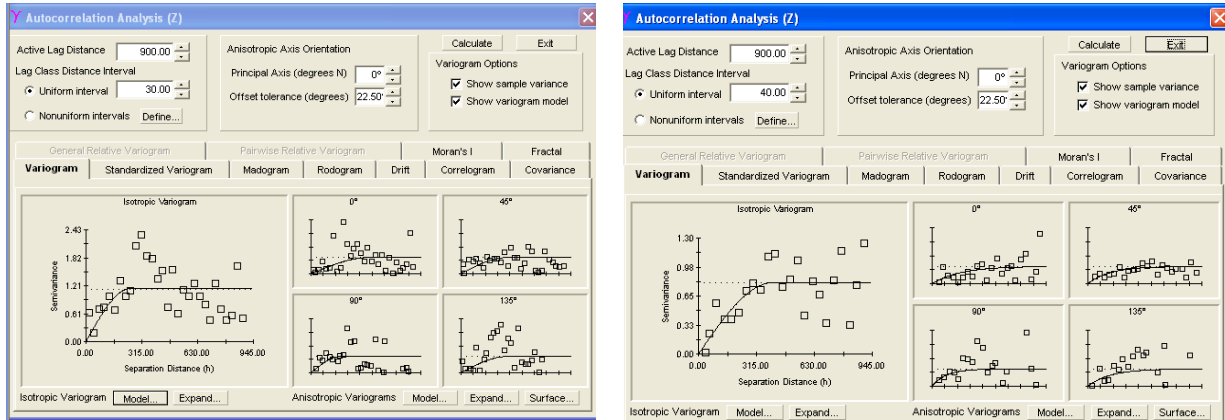 Autocorrelation Analysis (Z)
Active Lag Distance 900.00
Lag Class Distance Interval
Uniform interval 30.00
Nonuniform intervals Define...
Anisotropic Axis Orientation
Principal Axis (degrees N) 0°
Offset tolerance (degrees) 22.50
Calculate Exit
Variogram Options
Show sample variance
Show variogram model
General Relative Variogram Pairwise Relative Variogram Moran's I Fractal
Variogram Standardized Variogram Madogram Rodogram Drift Correlogram Covariance
Isotropic Variogram
2.43
1.82
1.21
0.61
0.00
Semivariance
0.00 315.00 630.00 945.00
Separation Distance (h)
0°
45°
90°
135°
Isotropic Variogram Model... Expand... Anisotropic Variograms Model... Expand... Surface...
Autocorrelation Analysis (Z)
Active Lag Distance 900.00
Lag Class Distance Interval
Uniform interval 40.00
Nonuniform intervals Define...
Anisotropic Axis Orientation
Principal Axis (degrees N) 0°
Offset tolerance (degrees) 22.50
Calculate Exit
Variogram Options
Show sample variance
Show variogram model
General Relative Variogram Pairwise Relative Variogram Moran's I Fractal
Variogram Standardized Variogram Madogram Rodogram Drift Correlogram Covariance
Isotropic Variogram
1.30
0.98
0.65
0.33
0.00
Semivariance
0.00 315.00 630.00 945.00
Separation Distance (h)
0°
45°
90°
135°
Isotropic Variogram Model... Expand... Anisotropic Variograms Model... Expand... Surface...